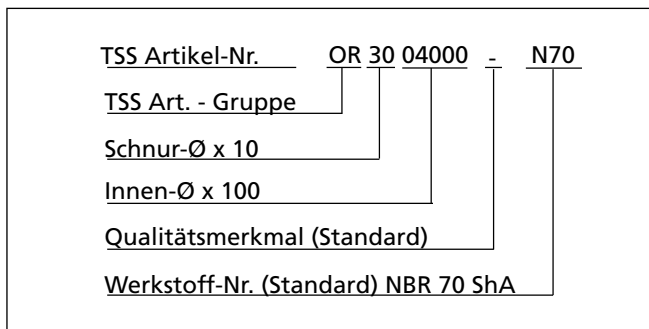 TSS Artikel-Nr. OR 30 04000 - N70
TSS Art. - Gruppe
Schnur-Ø x 10
Innen-Ø x 100
Qualitätsmerkmal (Standard)
Werkstoff-Nr. (Standard) NBR 70 ShA